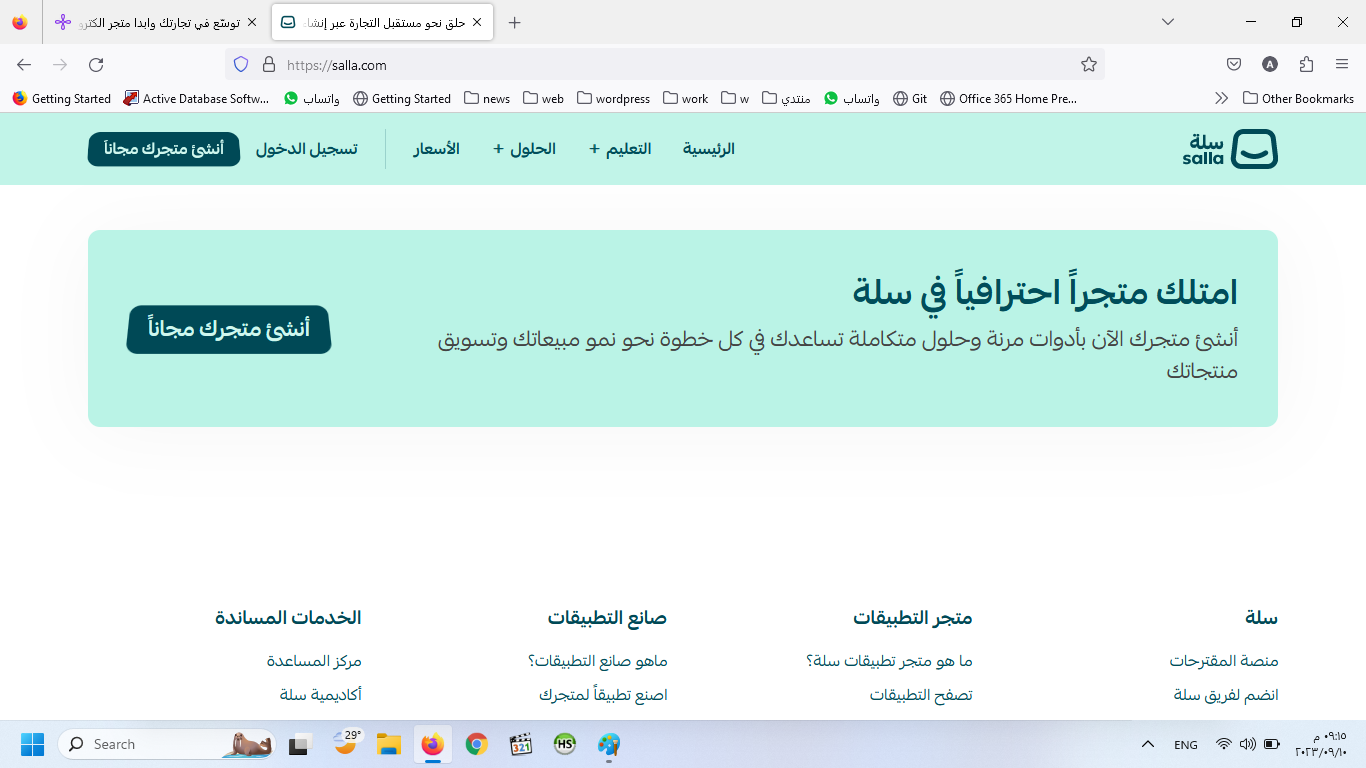 توسّع في تجارتك وابدا متجر الكترو
حلق نحو مستقبل التجارة عبر إنشاء
https://salla.com
Getting Started
Active Database Softw...
واتساب
Getting Started
news
web
wordpress
work
w
منتدي
واتساب
Git
Office 365 Home Pre...
Other Bookmarks
سلة
salla
الرئيسية
التعليم +
الحلول +
الأسعار
تسجيل الدخول
أنشئ متجرك مجاناً
امتلك متجراً احترافياً في سلة
أنشئ متجرك الآن بأدوات مرنة وحلول متكاملة تساعدك في كل خطوة نحو نمو مبيعاتك وتسويق
منتجاتك
أنشئ متجرك مجاناً
سلة
منصة المقترحات
انضم لفريق سلة
متجر التطبيقات
ما هو متجر تطبيقات سلة؟
تصفح التطبيقات
صانع التطبيقات
ماهو صانع التطبيقات؟
اصنع تطبيقاً لمتجرك
الخدمات المساندة
مركز المساعدة
أكاديمية سلة
Search
29°
321
HS
ENG
٠٩:١٥ م
٢٠٢٣/٠٩/١٠